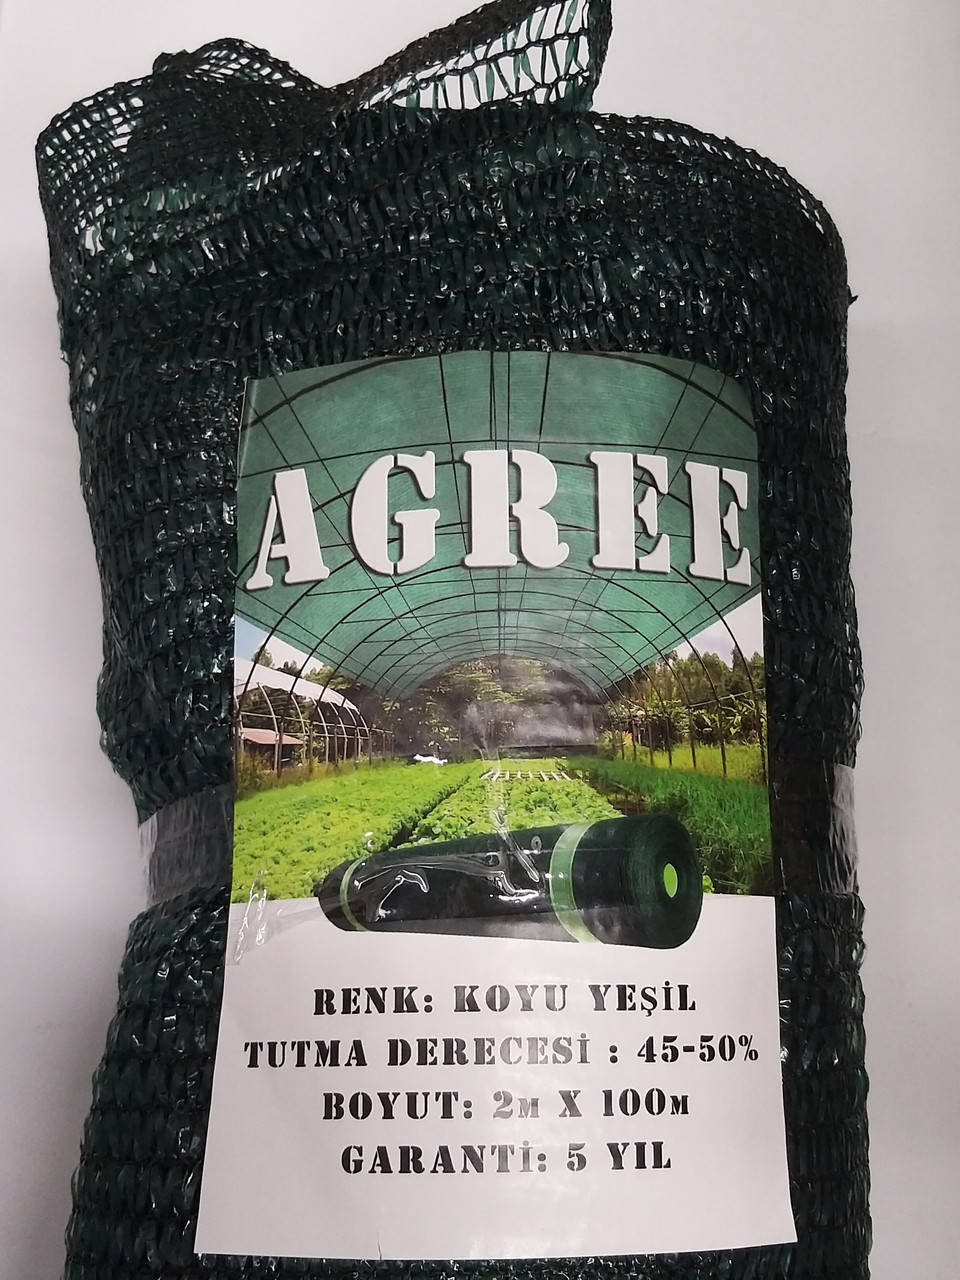 AGREE
RENK: KOYU YEŞİL
TUTMA DERECESİ : 45-50%
BOYUT: 2M X 100M
GARANTİ: 5 YIL